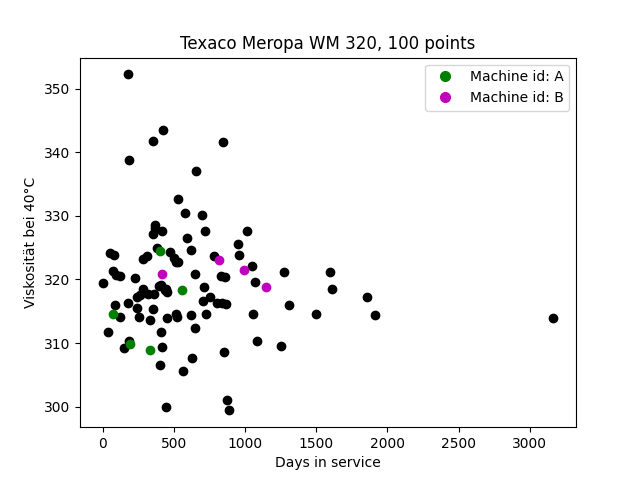 Texaco Meropa WM 320, 100 points
Machine id: A
Machine id: B
Viskosität bei 40°C
350
340
330
320
310
300
0 500 1000 1500 2000 2500 3000
Days in service